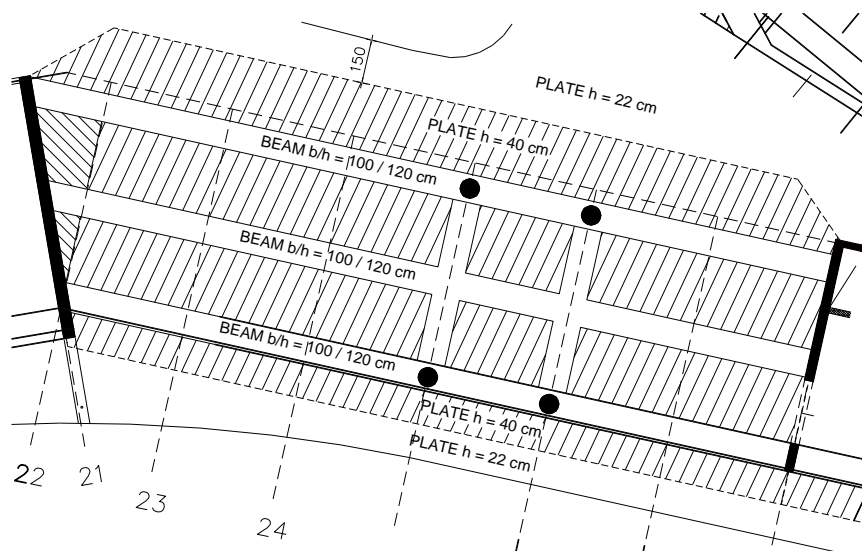 150
PLATE h = 22 cm
PLATE h = 40 cm
BEAM b/h = 100 / 120 cm
BEAM b/h = 100 / 120 cm
BEAM b/h = 100 / 120 cm
PLATE h = 40 cm
PLATE h = 22 cm
22
21
23
24